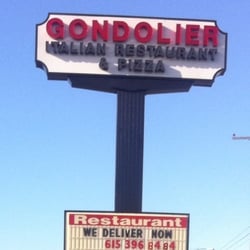 GONDOLIER
ITALIAN RESTAURANT
& PIZZA
Restaurant
WE DELIVER NOW
615 396 8484